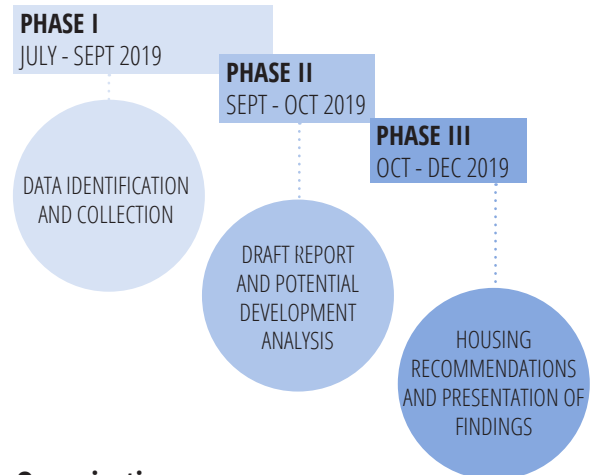 PHASE I
JULY - SEPT 2019
PHASE II
SEPT - OCT 2019
PHASE III
OCT - DEC 2019
DATA IDENTIFICATION
AND COLLECTION
DRAFT REPORT
AND POTENTIAL
DEVELOPMENT
ANALYSIS
HOUSING
RECOMMENDATIONS
AND PRESENTATION OF
FINDINGS